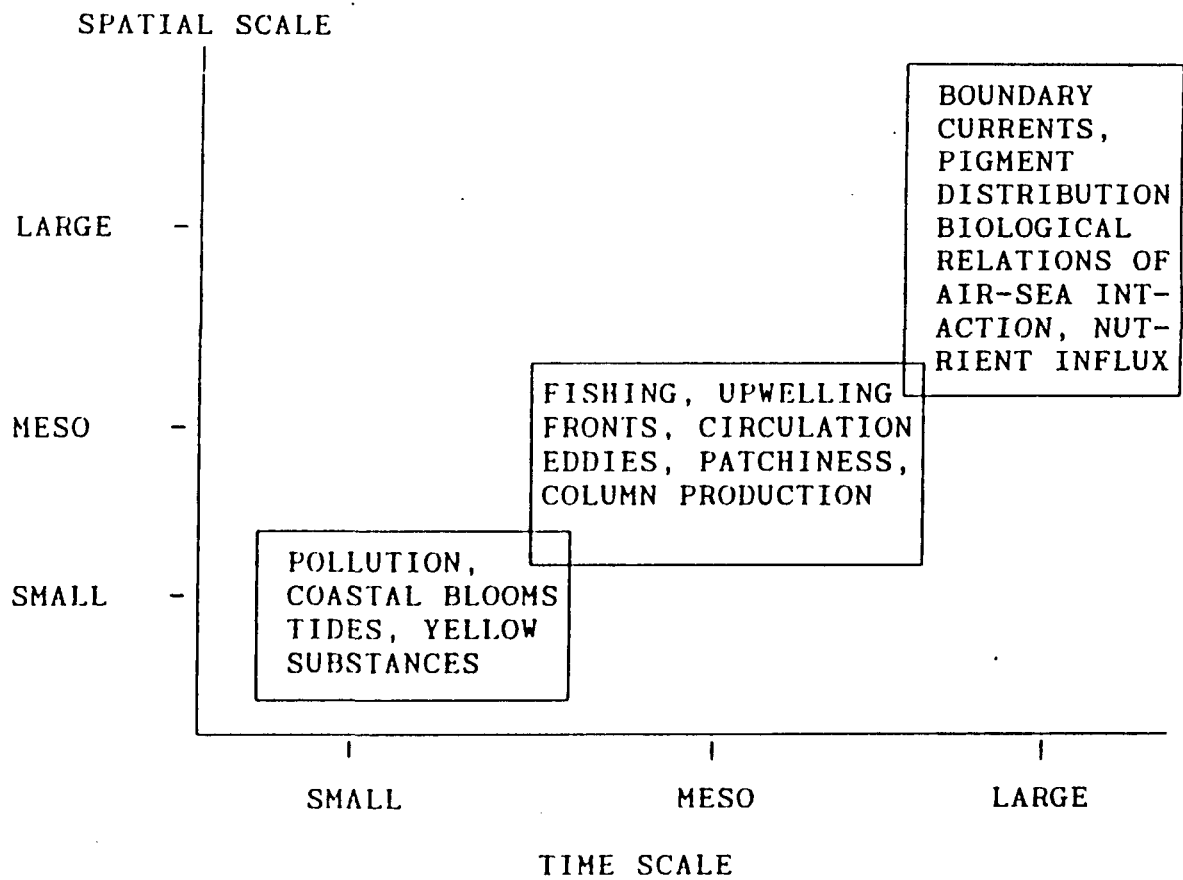 SPATIAL SCALE
BOUNDARY
CURRENTS,
PIGMENT
DISTRIBUTION
BIOLOGICAL
RELATIONS OF
AIR-SEA INT-
ACTION, NUT-
RIENT INFLUX
LARGE
FISHING, UPWELLING
FRONTS, CIRCULATION
EDDIES, PATCHINESS,
COLUMN PRODUCTION
MESO
POLLUTION,
COASTAL BLOOMS
TIDES, YELLOW
SUBSTANCES
SMALL
SMALL MESO LARGE
TIME SCALE